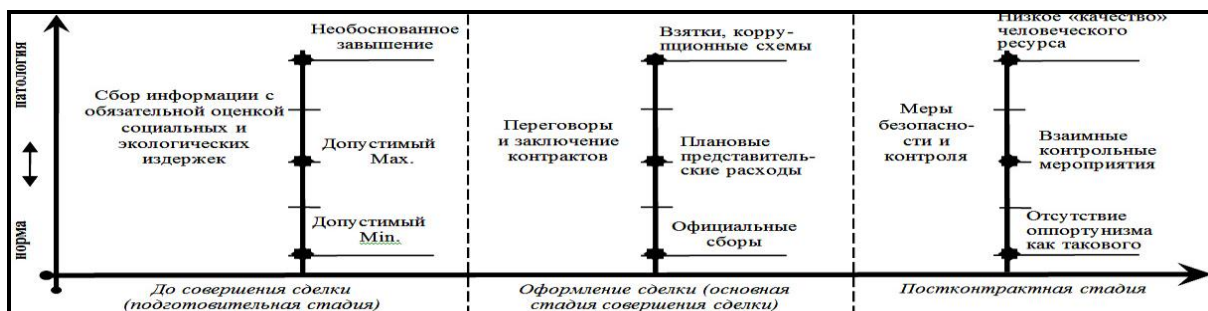 патология
норма
Сбор информации с
обязательной оценкой
социальных и
экологических
издержек
Необоснованное
завышение
Допустимый
Max.
Допустимый
Min.
До совершения сделки
(подготовительная стадия)
Переговоры
и заключение
контрактов
Взятки, корру-
пционные схемы
Плановые
представитель-
ские расходы
Официальные
сборы
Оформление сделки (основная
стадия совершения сделки)
Меры
безопасно-
сти и
контроля
Низкое «качество»
человеческого
ресурса
Взаимные
контрольные
мероприятия
Отсутствие
оппортунизма
как такового
Постконтрактная стадия